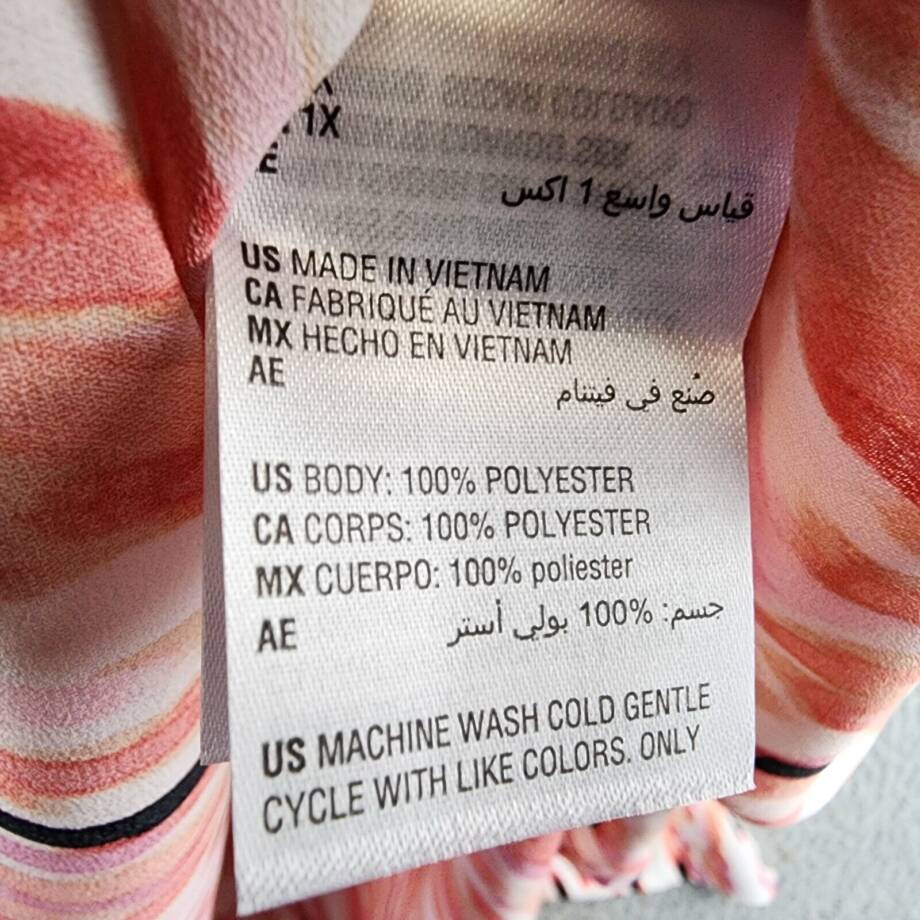 1X
E
قياس واسع 1 اكس
US MADE IN VIETNAM
CA FABRIQUÉ AU VIETNAM
MX HECHO EN VIETNAM
AE
صُنع في فيتنام
US BODY: 100% POLYESTER
CA CORPS: 100% POLYESTER
MX CUERPO: 100% poliester
AE
جسم: 100% بولي أستر
US MACHINE WASH COLD GENTLE
CYCLE WITH LIKE COLORS. ONLY